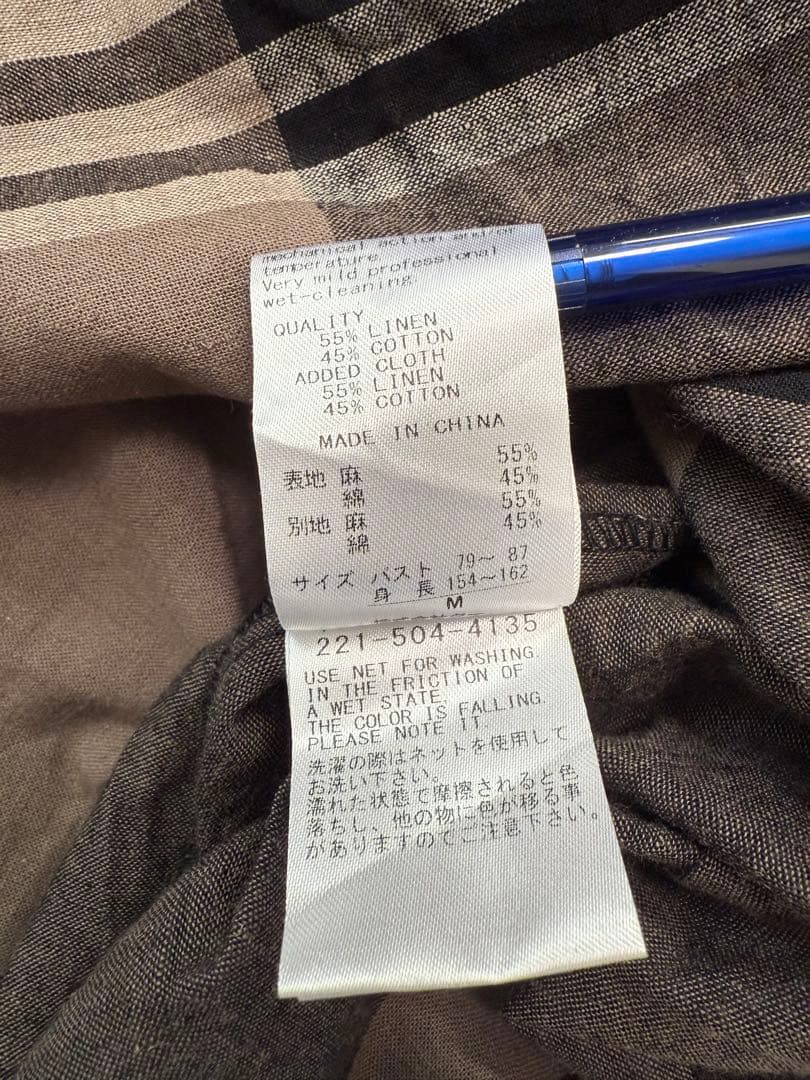 mechanical action and/or
temperature
Very mild professional
wet-cleaning
QUALITY
55% LINEN
45% COTTON
ADDED CLOTH
55% LINEN
45% COTTON
MADE IN CHINA
表地 麻 55%
綿 45%
別地 麻 55%
綿 45%
サイズ バスト 79～ 87
身 長 154～162
M
221-504-4135
USE NET FOR WASHING.
IN THE FRICTION OF
A WET STATE
THE COLOR IS FALLING.
PLEASE NOTE IT
洗濯の際はネットを使用して
お洗い下さい。
濡れた状態で摩擦されると色
落ちし、他の物に色が移る事
がありますのでご注意下さい。